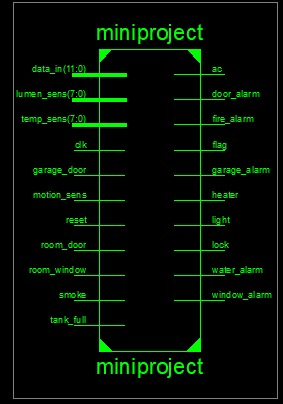 miniproject
data_in(11:0)
ac
lumen_sens(7:0)
door_alarm
temp_sens(7:0)
fire_alarm
clk
flag
garage_door
garage_alarm
motion_sens
heater
reset
light
room_door
lock
room_window
water_alarm
smoke
window_alarm
tank_full
miniproject